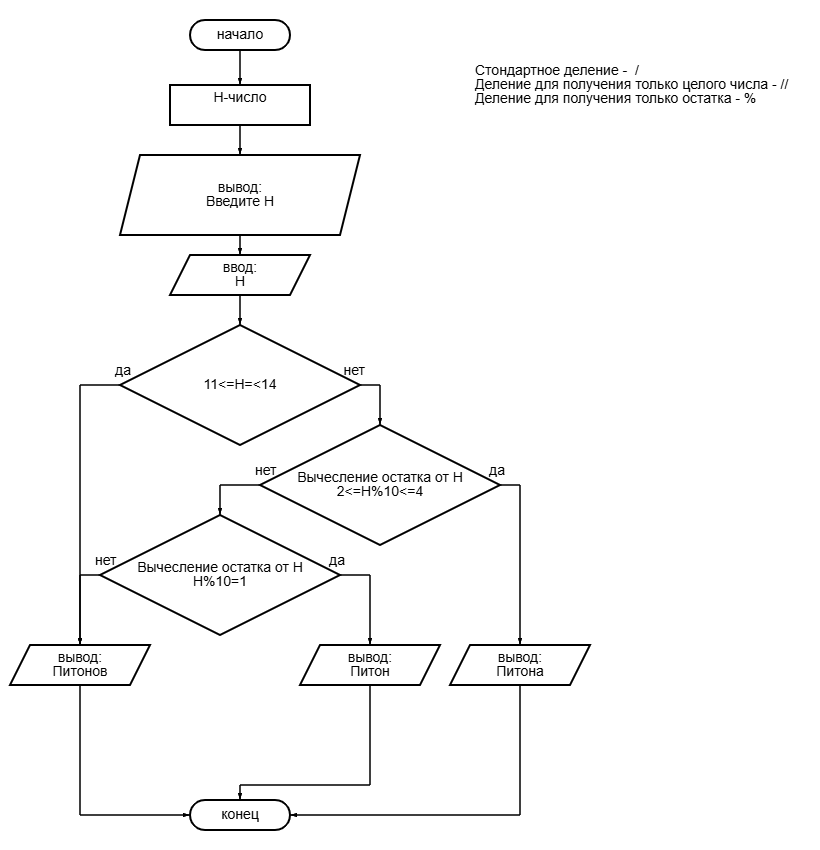 начало
Стондартное деление -  /
Деление для получения только целого числа - //
Деление для получения только остатка - %
Н-число
вывод:
Введите Н
ввод:
Н
да
нет
11<=Н=<14
нет
да
Вычесление остатка от Н
2<=Н%10<=4
нет
да
Вычесление остатка от Н
Н%10=1
вывод:
Питонов
вывод:
Питон
вывод:
Питона
конец